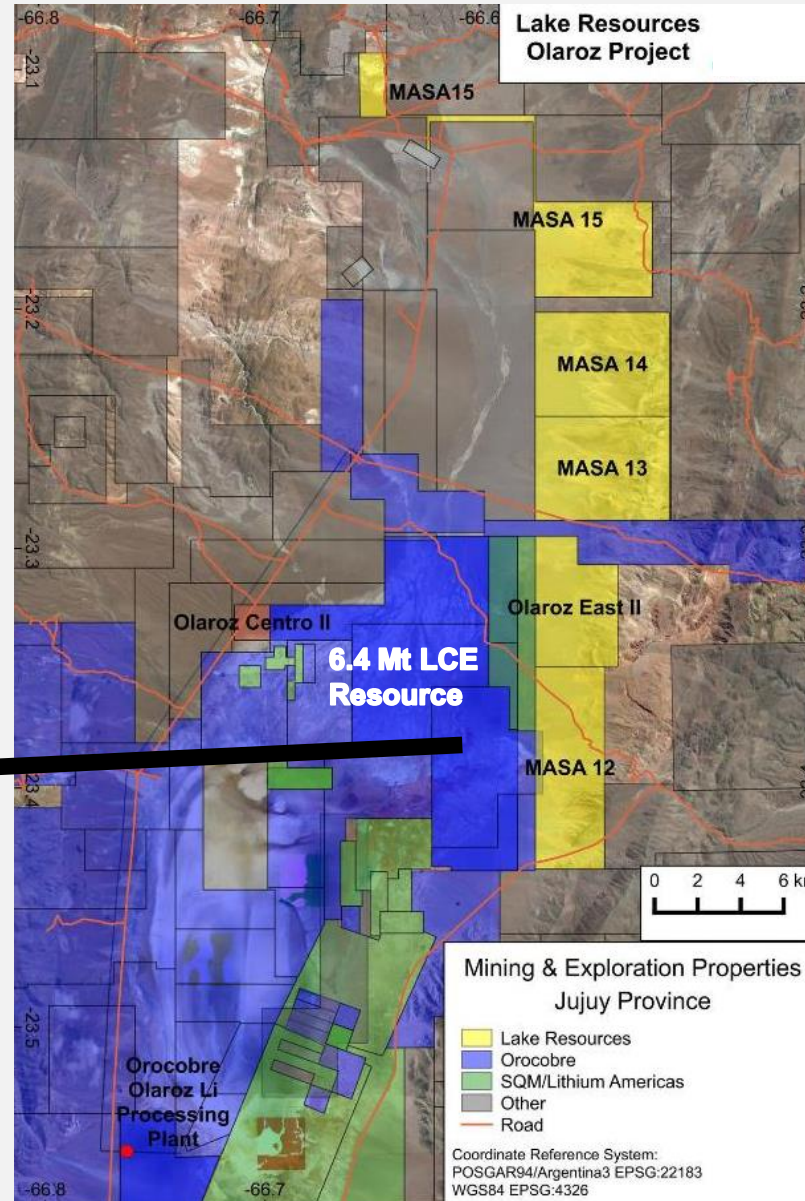 -66.8
-66.7
-66.6
Lake Resources
Olaroz Project
-23.1
MASA15
MASA 15
-23.2
MASA 14
MASA 13
-23.3
Olaroz Centro II
Olaroz East II
6.4 Mt LCE
Resource
MASA 12
-23.4
0 2 4 6 k
Mining & Exploration Properties
Jujuy Province
Lake Resources
Orocobre
SQM/Lithium Americas
Other
Road
-23.5
Orocobre
Olaroz Li
Processing
Plant
Coordinate Reference System:
POSGAR94/Argentina3 EPSG:22183
WGS84 EPSG:4326
-66.8
-66.7